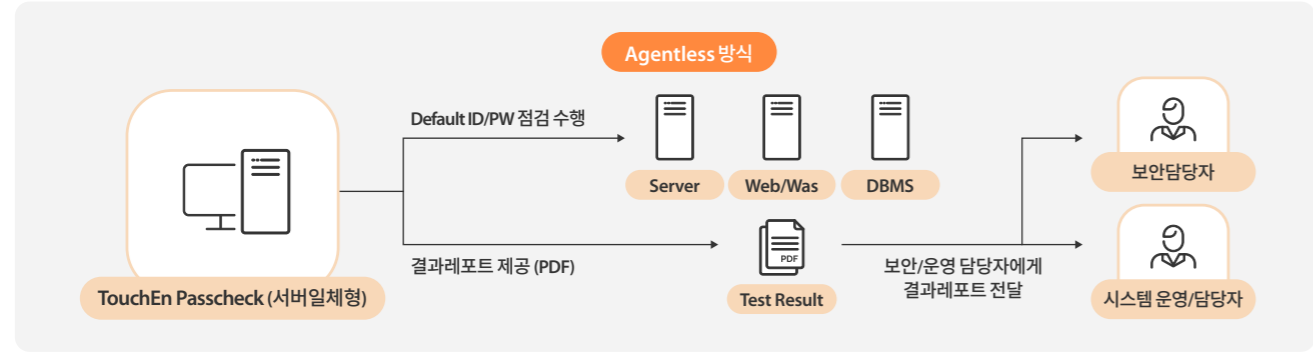 Agentless 방식
Default ID/PW 점검 수행
Server
Web/Was
DBMS
보안담당자
결과레포트 제공 (PDF)
PDF
Test Result
보안/운영 담당자에게
결과레포트 전달
시스템 운영/담당자
TouchEn Passcheck (서버일체형)